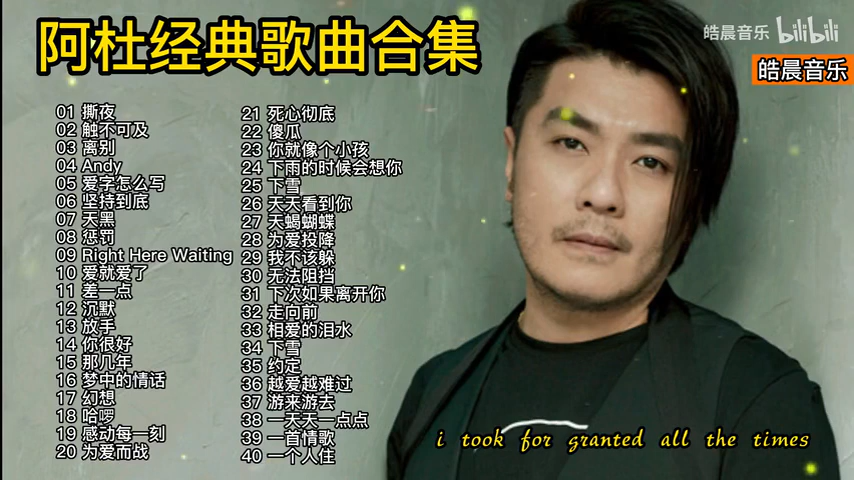 阿杜经典歌曲合集
皓晨音乐 bilibili
皓晨音乐
01 撕夜
02 触不可及
03 离别
04 Andy
05 爱字怎么写
06 坚持到底
07 天黑
08 惩罚
09 Right Here Waiting
10 爱就爱了
11 差一点
12 沉默
13 放手
14 你很好
15 那几年
16 梦中的情话
17 幻想
18 哈啰
19 感动每一刻
20 为爱而战
21 死心彻底
22 傻瓜
23 你就像个小孩
24 下雨的时候会想你
25 下雪
26 天天看到你
27 天蝎蝴蝶
28 为爱投降
29 我不该躲
30 无法阻挡
31 下次如果离开你
32 走向前
33 相爱的泪水
34 下雪
35 约定
36 越爱越难过
37 游来游去
38 一天天一点点
39 一首情歌
40 一个人住
i took for granted all the times